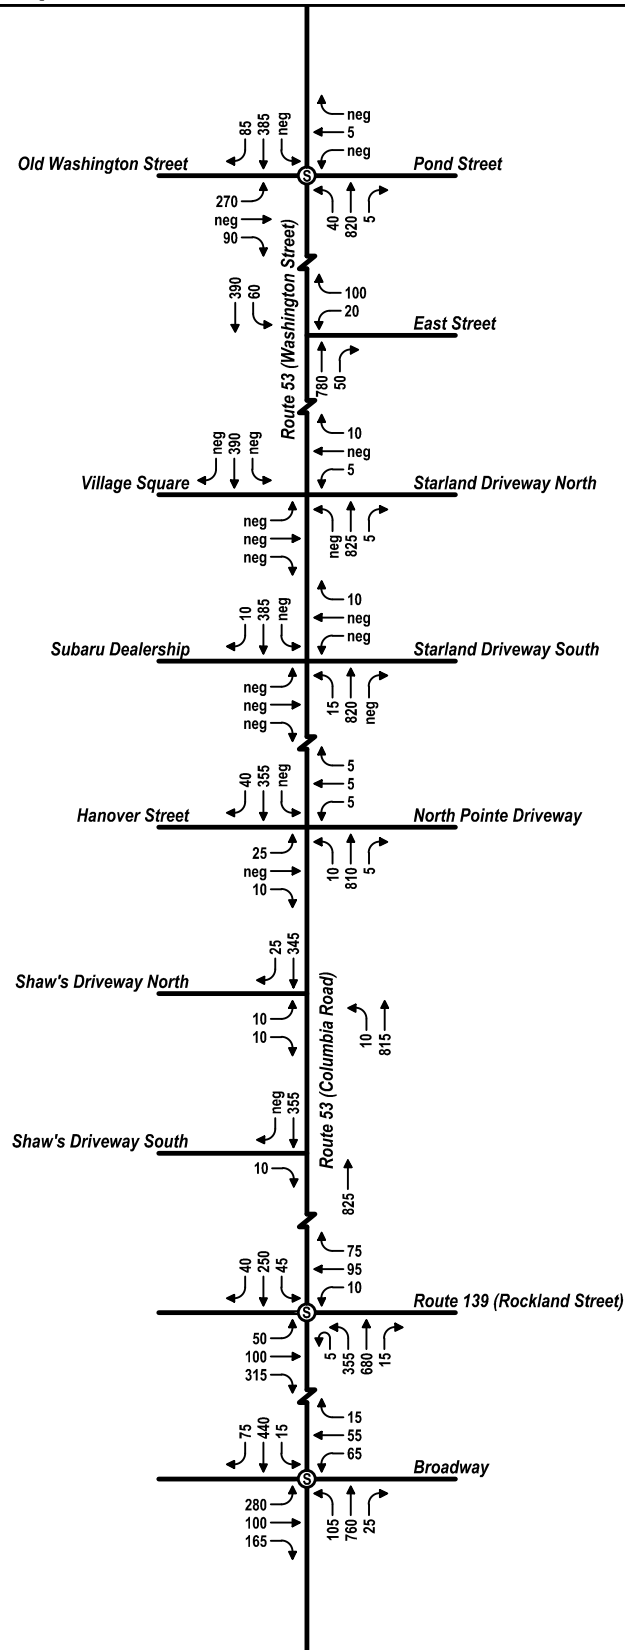 85 385 neg
neg
5
neg
Old Washington Street
S
Pond Street
270
neg
90
40 820 5
Route 53 (Washington Street)
390 60
100
20
East Street
780 50
neg 390 neg
10
neg
5
Village Square
Starland Driveway North
neg
neg
neg
neg 825 5
10 385 neg
10
neg
neg
Subaru Dealership
Starland Driveway South
neg
neg
neg
15 820 neg
40 355 neg
5
5
5
Hanover Street
North Pointe Driveway
25
neg
10
10 810 5
25 345
Shaw's Driveway North
10
10
10 815
Route 53 (Columbia Road)
neg 355
Shaw's Driveway South
10
825
40 250 45
75
95
10
S
Route 139 (Rockland Street)
50
100
315
5 355 680 15
75 440 15
15
55
65
S
Broadway
280
100
165
105 760 25